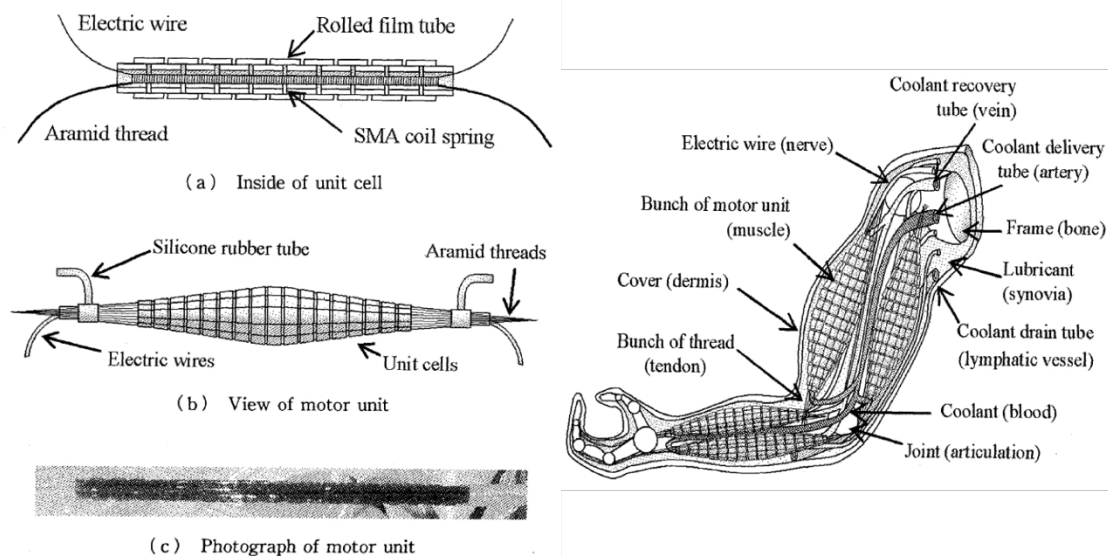 Electric wire
Rolled film tube
Aramid thread
SMA coil spring
(a) Inside of unit cell
Silicone rubber tube
Aramid threads
Electric wires
Unit cells
(b) View of motor unit
(c) Photograph of motor unit
Coolant recovery
tube (vein)
Electric wire (nerve)
Coolant delivery
tube (artery)
Bunch of motor unit
(muscle)
Frame (bone)
Cover (dermis)
Lubricant
(synovia)
Bunch of thread
(tendon)
Coolant drain tube
(lymphatic vessel)
Coolant (blood)
Joint (articulation)